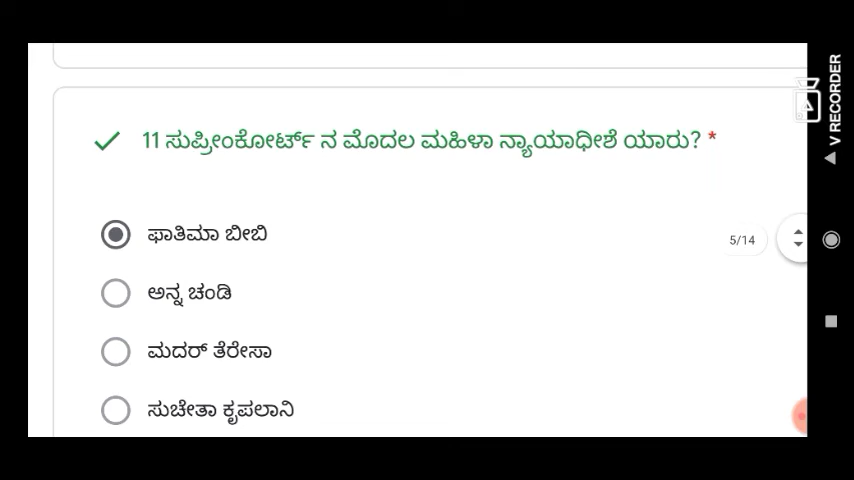 11 ಸುಪ್ರೀಂಕೋರ್ಟ್ ನ ಮೊದಲ ಮಹಿಳಾ ನ್ಯಾಯಾಧೀಶೆ ಯಾರು? *
ಫಾತಿಮಾ ಬೀಬಿ
5/14
ಅನ್ನ ಚಂಡಿ
ಮದರ್ ತೆರೇಸಾ
ಸುಚೇತಾ ಕೃಪಲಾನಿ
V RECORDER